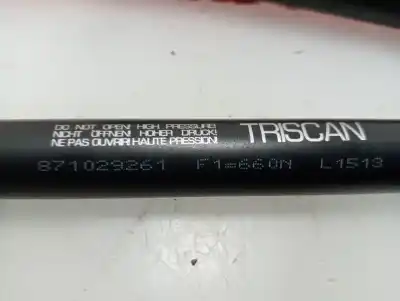 DO NOT OPEN! HIGH PRESSURE!
NICHT ÖFFNEN! HOHER DRUCK!
NE PAS OUVRIR! HAUTE PRESSION!
TRISCAN
871029261 F1=660N L1513